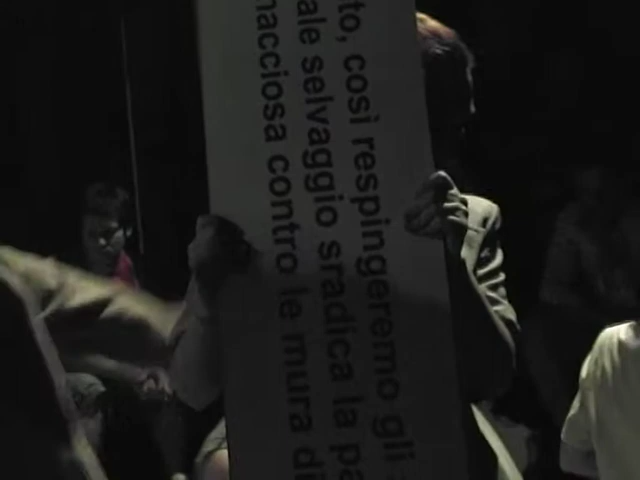 to, così respingeremo gli
ale selvaggio sradica la pa
nacciosa contro le mura di